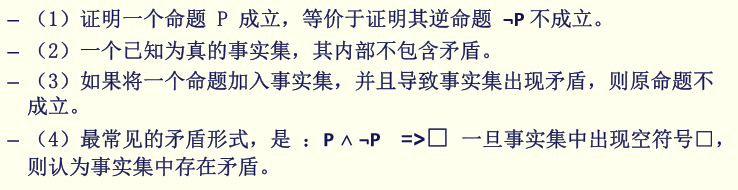 – （1）证明一个命题 P 成立，等价于证明其逆命题 ¬P 不成立。
– （2）一个已知为真的事实集，其内部不包含矛盾。
– （3）如果将一个命题加入事实集，并且导致事实集出现矛盾，则原命题不
成立。
– （4）最常见的矛盾形式，是 ：P ∧ ¬P =>□ 一旦事实集中出现空符号□，
则认为事实集中存在矛盾。